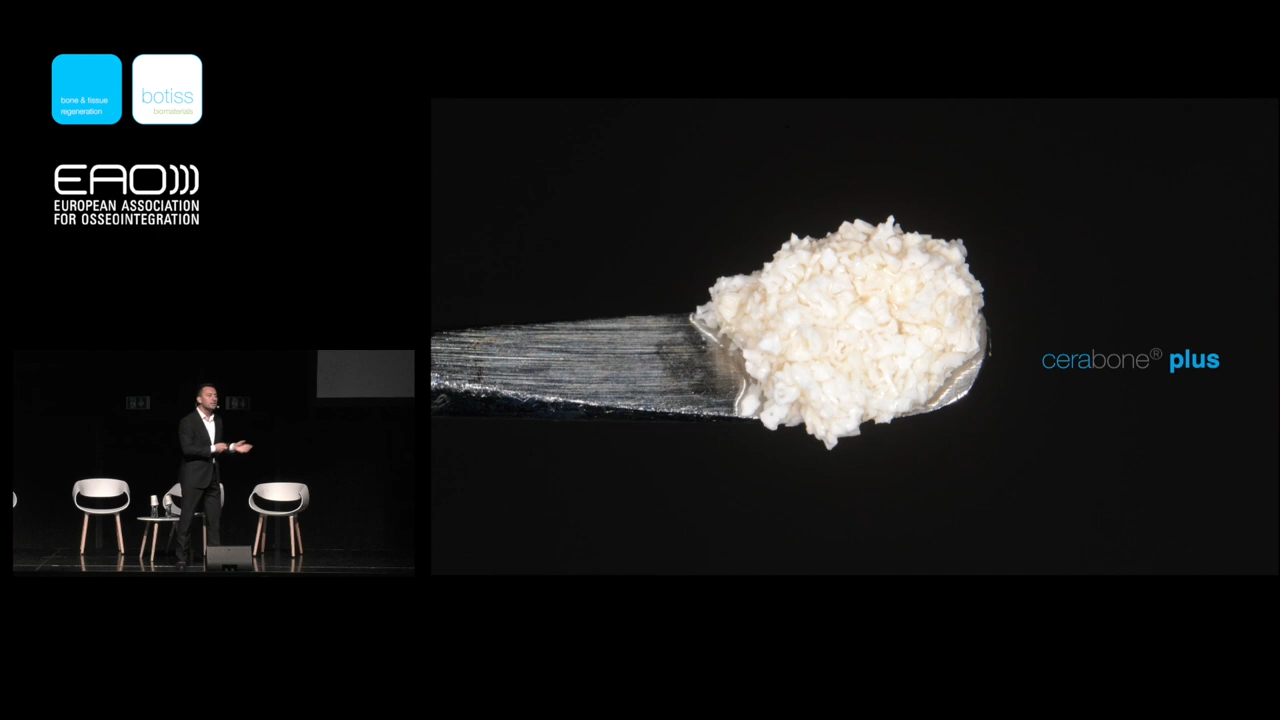 bone & tissue
regeneration
botiss
biomaterials
EAO
EUROPEAN ASSOCIATION
FOR OSSEOINTEGRATION
cerabone® plus